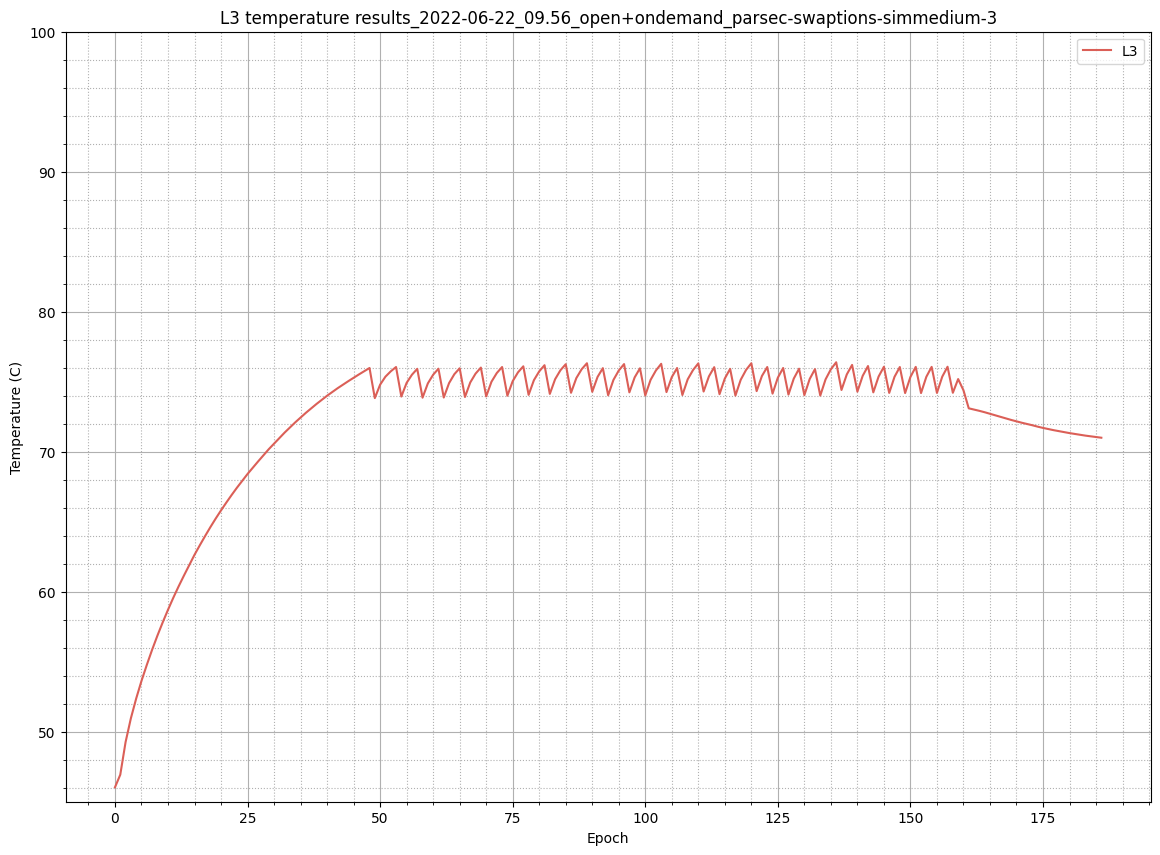 L3 temperature results_2022-06-22_09.56_open+ondemand_parsec-swaptions-simmedium-3
L3
100
90
80
70
60
50
Temperature (C)
0 25 50 75 100 125 150 175
Epoch